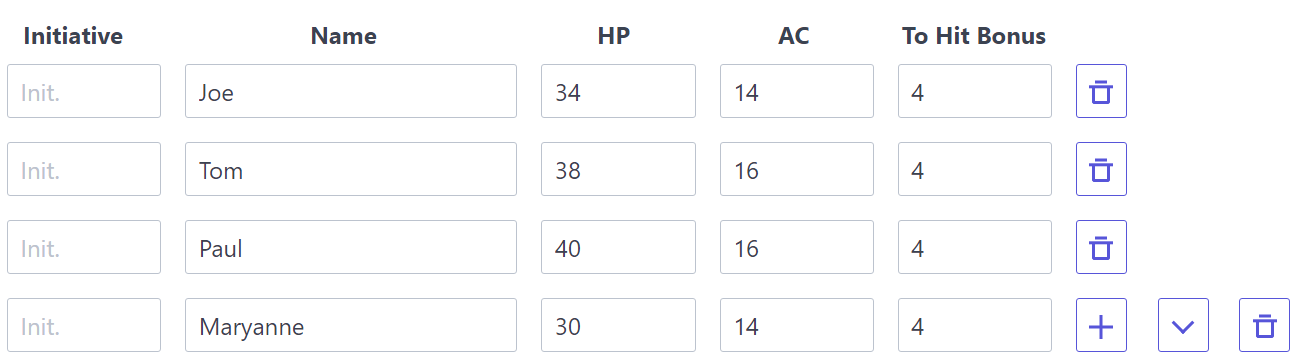 Initiative Name HP AC To Hit Bonus
Init. Joe 34 14 4
Init. Tom 38 16 4
Init. Paul 40 16 4
Init. Maryanne 30 14 4